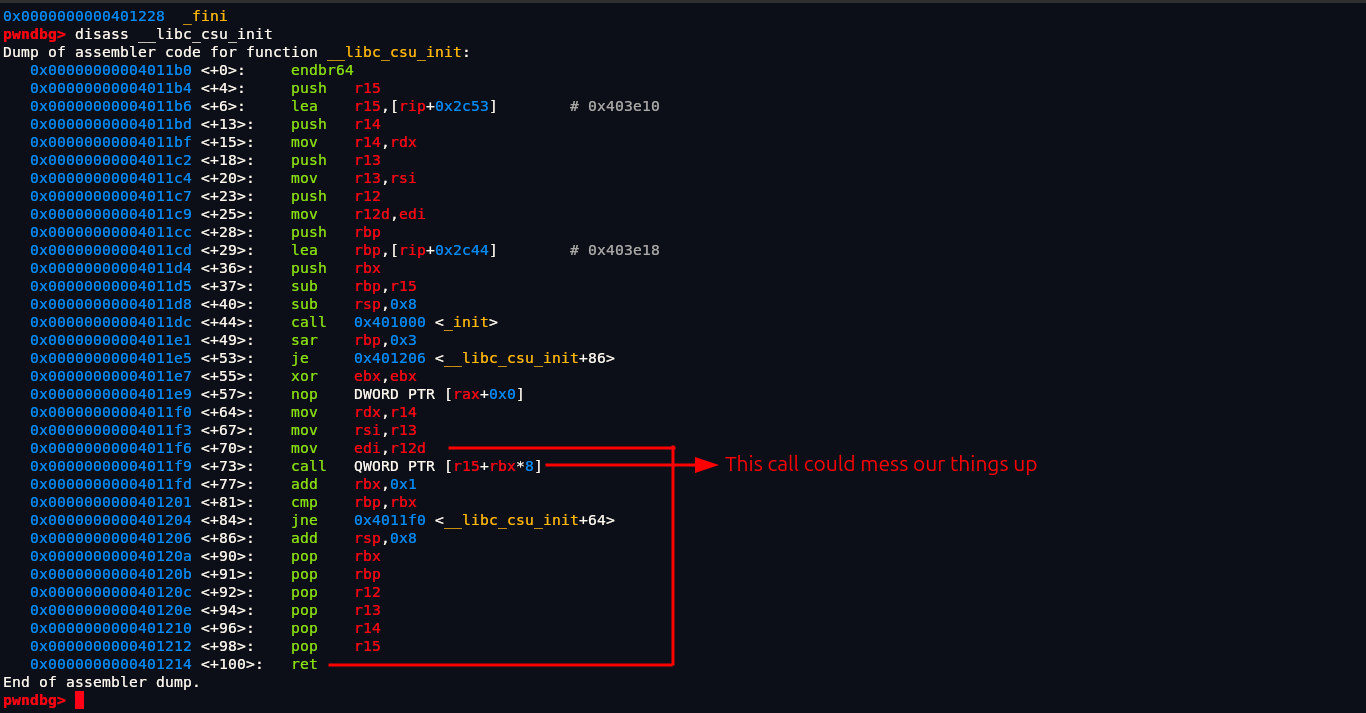 0x0000000000401228  _fini
pwndbg> disass __libc_csu_init
Dump of assembler code for function __libc_csu_init:
   0x00000000004011b0 <+0>:     endbr64
   0x00000000004011b4 <+4>:     push   r15
   0x00000000004011b6 <+6>:     lea    r15,[rip+0x2c53]        # 0x403e10
   0x00000000004011bd <+13>:    push   r14
   0x00000000004011bf <+15>:    mov    r14,rdx
   0x00000000004011c2 <+18>:    push   r13
   0x00000000004011c4 <+20>:    mov    r13,rsi
   0x00000000004011c7 <+23>:    push   r12
   0x00000000004011c9 <+25>:    mov    r12d,edi
   0x00000000004011cc <+28>:    push   rbp
   0x00000000004011cd <+29>:    lea    rbp,[rip+0x2c44]        # 0x403e18
   0x00000000004011d4 <+36>:    push   rbx
   0x00000000004011d5 <+37>:    sub    rbp,r15
   0x00000000004011d8 <+40>:    sub    rsp,0x8
   0x00000000004011dc <+44>:    call   0x401000 <_init>
   0x00000000004011e1 <+49>:    sar    rbp,0x3
   0x00000000004011e5 <+53>:    je     0x401206 <__libc_csu_init+86>
   0x00000000004011e7 <+55>:    xor    ebx,ebx
   0x00000000004011e9 <+57>:    nop    DWORD PTR [rax+0x0]
   0x00000000004011f0 <+64>:    mov    rdx,r14
   0x00000000004011f3 <+67>:    mov    rsi,r13
   0x00000000004011f6 <+70>:    mov    edi,r12d
   0x00000000004011f9 <+73>:    call   QWORD PTR [r15+rbx*8] This call could mess our things up
   0x00000000004011fd <+77>:    add    rbx,0x1
   0x0000000000401201 <+81>:    cmp    rbp,rbx
   0x0000000000401204 <+84>:    jne    0x4011f0 <__libc_csu_init+64>
   0x0000000000401206 <+86>:    add    rsp,0x8
   0x000000000040120a <+90>:    pop    rbx
   0x000000000040120b <+91>:    pop    rbp
   0x000000000040120c <+92>:    pop    r12
   0x000000000040120e <+94>:    pop    r13
   0x0000000000401210 <+96>:    pop    r14
   0x0000000000401212 <+98>:    pop    r15
   0x0000000000401214 <+100>:   ret
End of assembler dump.
pwndbg>